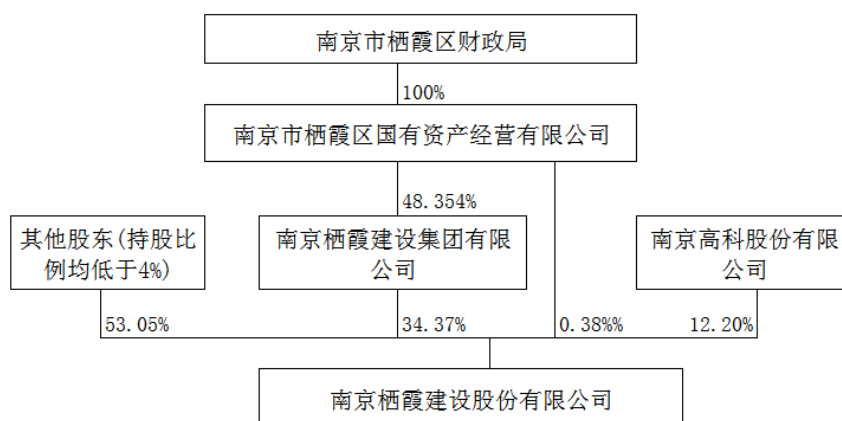 南京市栖霞区财政局
100%
南京市栖霞区国有资产经营有限公司
48.354%
其他股东(持股比
例均低于4%)
南京栖霞建设集团有限
公司
南京高科股份有限
公司
53.05%
34.37%
0.38%%
12.20%
南京栖霞建设股份有限公司